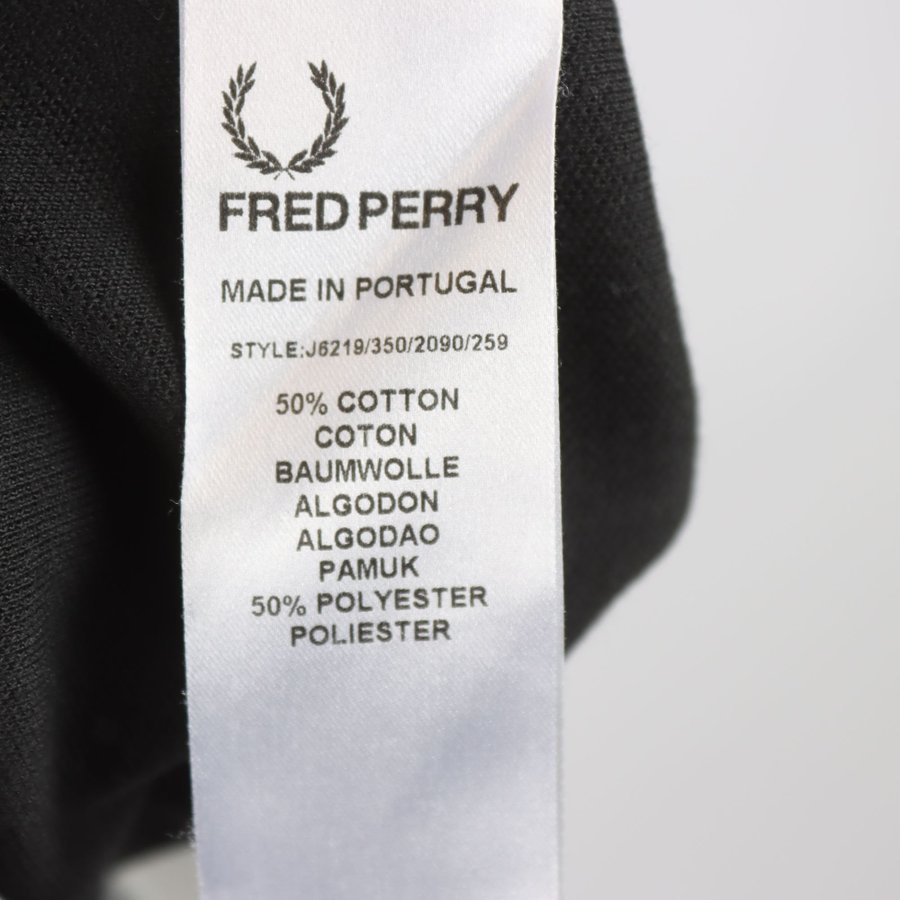 FRED PERRY
MADE IN PORTUGAL
STYLE:J6219/350/2090/259
50% COTTON
COTON
BAUMWOLLE
ALGODON
ALGODAO
PAMUK
50% POLYESTER
POLIESTER